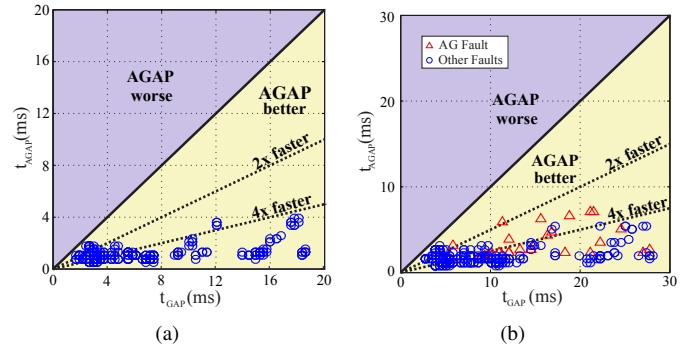 20
16
12
8
4
0
0
4
8
12
16
20
t_AGAP(ms)
t_GAP (ms)
AGAP
worse
AGAP
better
2x faster
4x faster
(a)
30
20
10
0
0
10
20
30
t_AGAP(ms)
t_GAP (ms)
AG Fault
Other Faults
AGAP
worse
AGAP
better
2x faster
4x faster
(b)